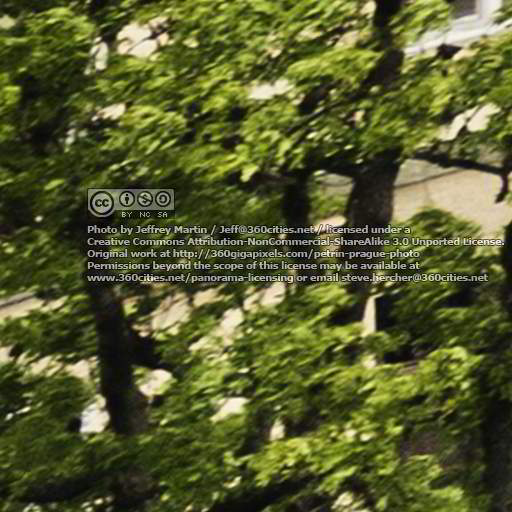 cc
BY NC SA
Photo by Jeffrey Martin / Jeff@360cities.net / licensed under a
Creative Commons Attribution-NonCommercial-ShareAlike 3.0 Unported License.
Original work at http://360gigapixels.com/petrin-prague-photo
Permissions beyond the scope of this license may be available at
www.360cities.net/panorama-licensing or email steve.hercher@360cities.net